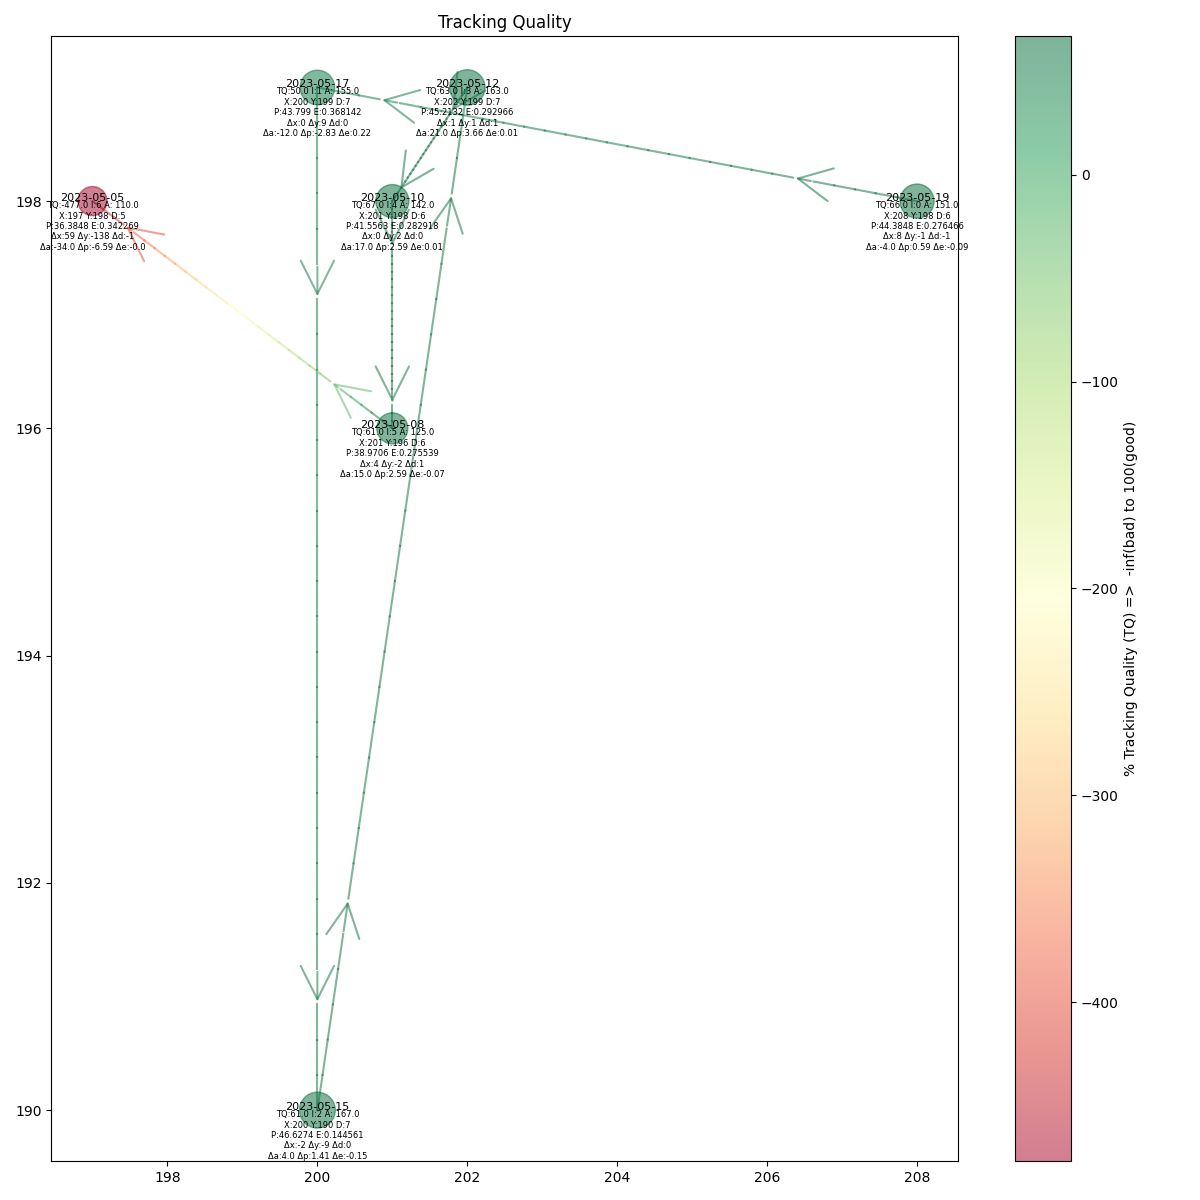 Tracking Quality
2023-05-17
TQ:50.0 I:1 A: 155.0
X:200 Y:199 D:7
P:43.799 E:0.368142
Δx:0 Δy:9 Δd:0
Δa:-12.0 Δp:-2.83 Δe:0.22
2023-05-12
TQ:63.0 I:3 A: 163.0
X:202 Y:199 D:7
P:45.2132 E:0.292966
Δx:1 Δy:1 Δd:1
Δa:21.0 Δp:3.66 Δe:0.01
2023-05-05
TQ:-477.0 I:6 A: 110.0
X:197 Y:198 D:5
P:36.3848 E:0.342269
Δx:59 Δy:-138 Δd:-1
Δa:-34.0 Δp:-6.59 Δe:-0.0
2023-05-10
TQ:67.0 I:4 A: 142.0
X:201 Y:198 D:6
P:41.5563 E:0.282918
Δx:0 Δy:2 Δd:0
Δa:17.0 Δp:2.59 Δe:0.01
2023-05-19
TQ:66.0 I:0 A: 151.0
X:208 Y:198 D:6
P:44.3848 E:0.276466
Δx:8 Δy:-1 Δd:-1
Δa:-4.0 Δp:0.59 Δe:-0.09
2023-05-08
TQ:61.0 I:5 A: 125.0
X:201 Y:196 D:6
P:38.9706 E:0.275539
Δx:4 Δy:-2 Δd:1
Δa:15.0 Δp:2.59 Δe:-0.07
2023-05-15
TQ:61.0 I:2 A: 167.0
X:200 Y:190 D:7
P:46.6274 E:0.144561
Δx:-2 Δy:-9 Δd:0
Δa:4.0 Δp:1.41 Δe:-0.15
198
196
194
192
190
198
200
202
204
206
208
0
−100
−200
−300
−400
% Tracking Quality (TQ) => -inf(bad) to 100(good)